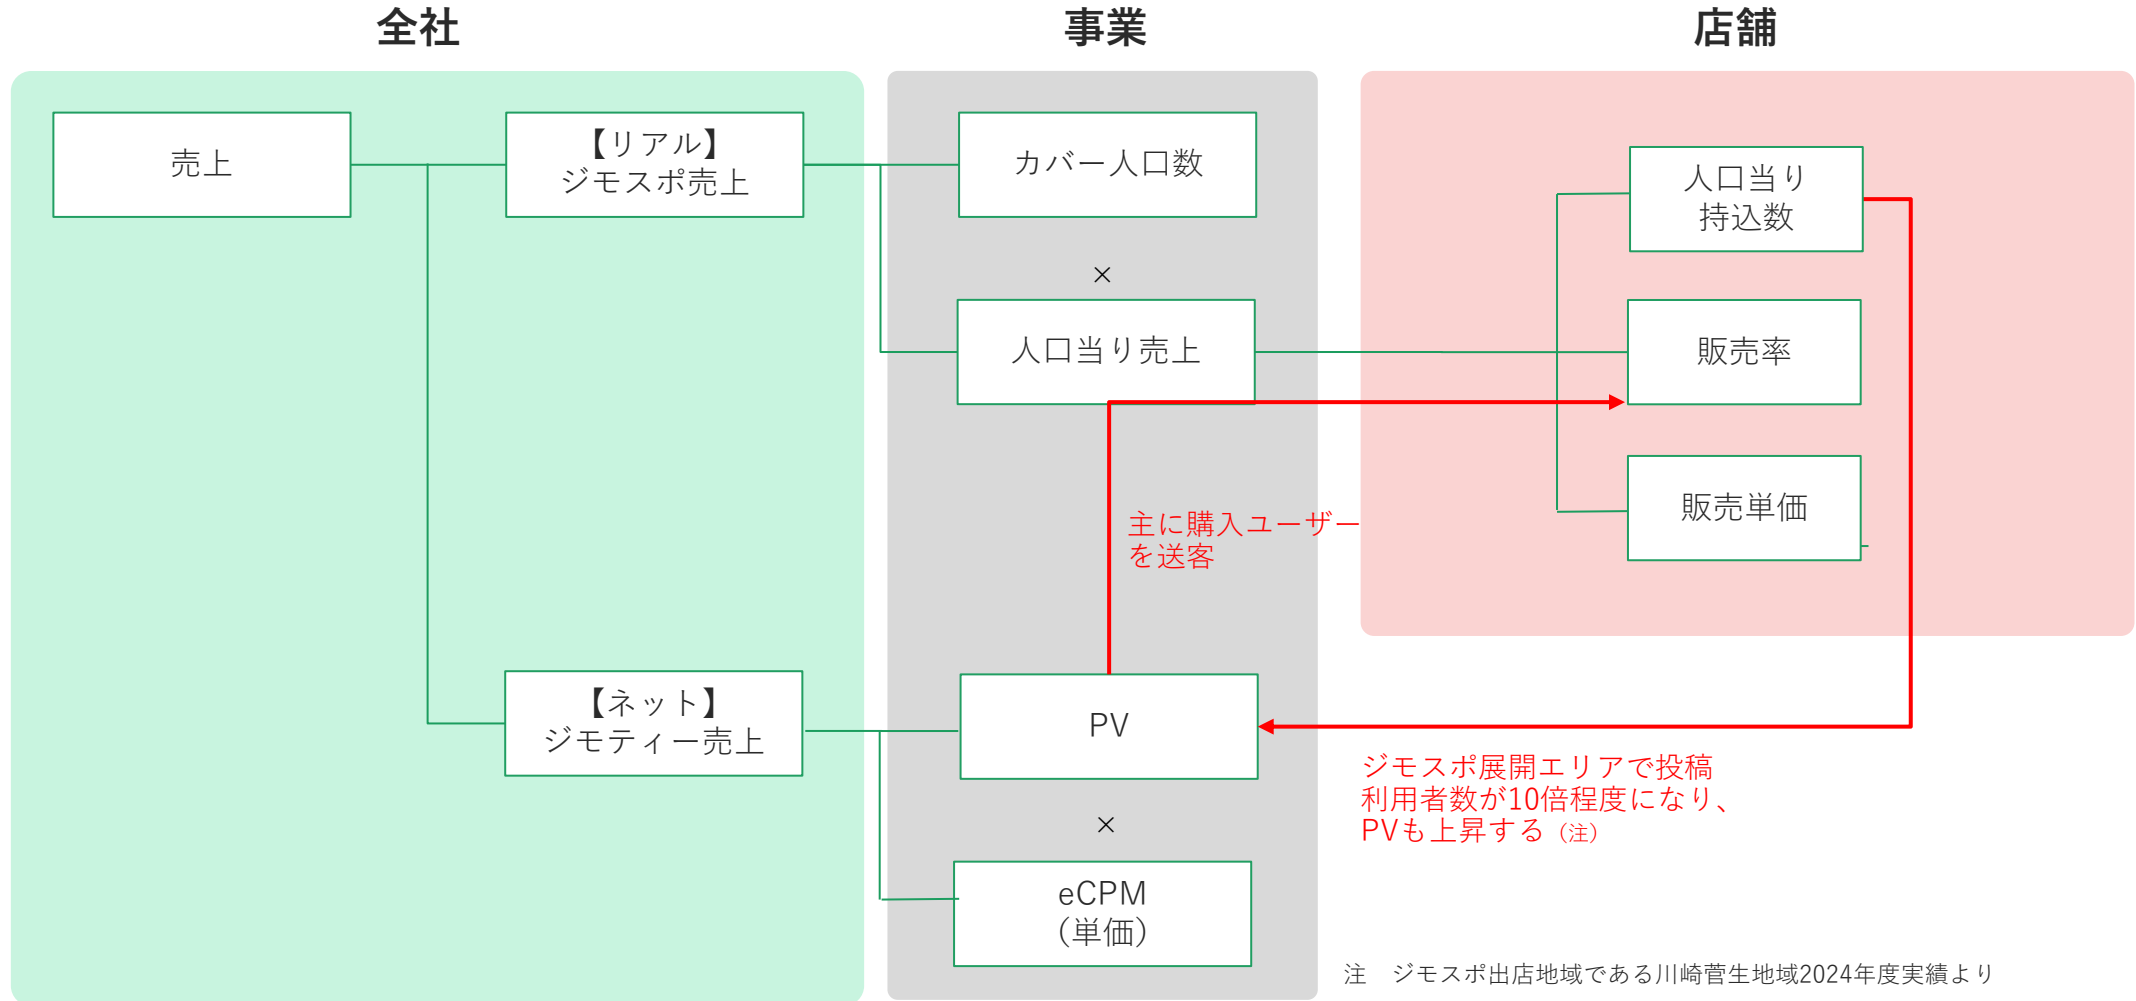 全社
事業
店舗
売上
【リアル】
ジモスポ売上
カバー人口数
×
人口当り売上
人口当り
持込数
販売率
販売単価
主に購入ユーザー
を送客
【ネット】
ジモティー売上
PV
×
eCPM
(単価)
ジモスポ展開エリアで投稿
利用者数が10倍程度になり、
PVも上昇する（注）
注　ジモスポ出店地域である川崎菅生地域2024年度実績より